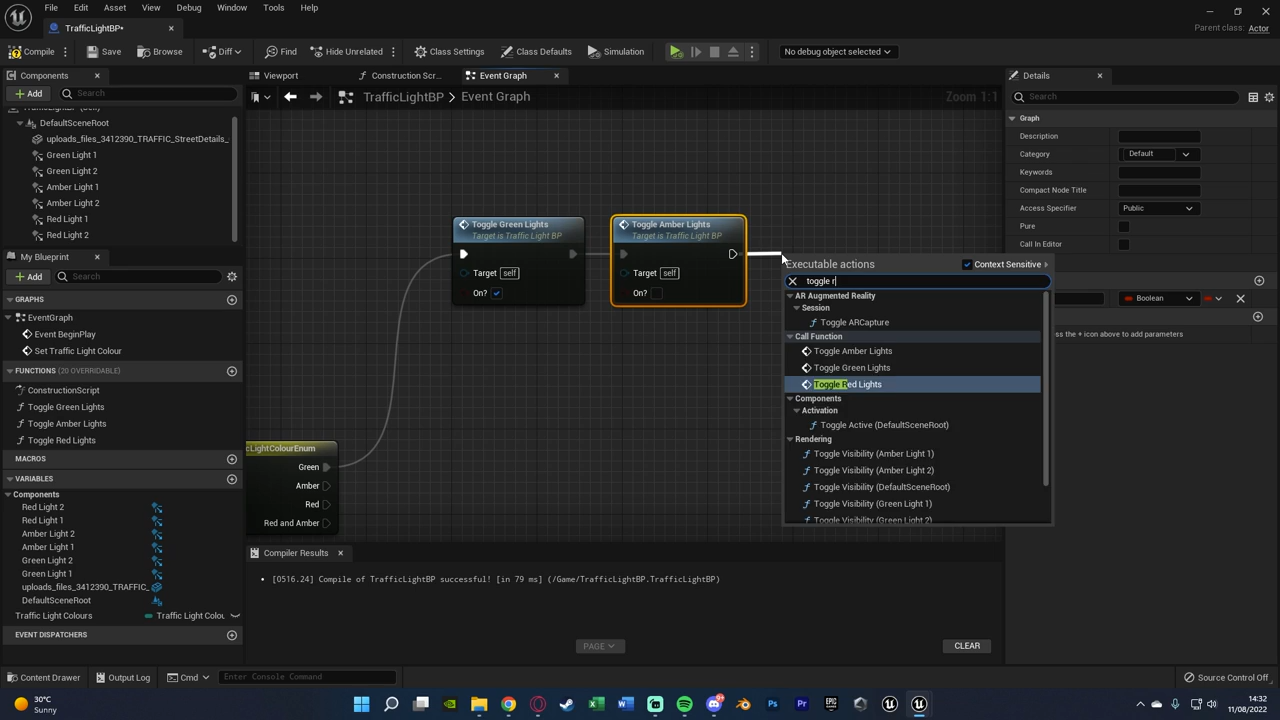 File Edit Asset View Debug Window Tools Help
TrafficLightBP*
Parent class: Actor
Compile Save Browse Diff Find Hide Unrelated Class Settings Class Defaults Simulation No debug object selected
Components
Viewport Construction Scr... Event Graph
Details
Add Search
TrafficLightBP > Event Graph
Zoom 1:1
Search
DefaultSceneRoot
uploads_files_3412390_TRAFFIC_StreetDetails_
Green Light 1
Green Light 2
Amber Light 1
Amber Light 2
Red Light 1
Red Light 2
Graph
Description
Category Default
Keywords
Compact Node Title
Access Specifier Public
Pure
Call In Editor
Boolean
ss the + icon above to add parameters
My Blueprint
Add Search
GRAPHS
EventGraph
Event BeginPlay
Set Traffic Light Colour
FUNCTIONS (20 OVERRIDABLE)
ConstructionScript
Toggle Green Lights
Toggle Amber Lights
Toggle Red Lights
MACROS
VARIABLES
Components
Red Light 2
Red Light 1
Amber Light 2
Amber Light 1
Green Light 2
Green Light 1
uploads_files_3412390_TRAFFIC_
DefaultSceneRoot
Traffic Light Colours Traffic Light Colou
EVENT DISPATCHERS
Toggle Green Lights
Target is Traffic Light BP
Target self
On?
Toggle Amber Lights
Target is Traffic Light BP
Target self
On?
cLightColourEnum
Green
Amber
Red
Red and Amber
Executable actions Context Sensitive
toggle r
AR Augmented Reality
Session
Toggle ARCapture
Call Function
Toggle Amber Lights
Toggle Green Lights
Toggle Red Lights
Components
Activation
Toggle Active (DefaultSceneRoot)
Rendering
Toggle Visibility (Amber Light 1)
Toggle Visibility (Amber Light 2)
Toggle Visibility (DefaultSceneRoot)
Toggle Visibility (Green Light 1)
Toggle Visibility (Green Light 2)
Compiler Results
[0516.24] Compile of TrafficLightBP successful! [in 79 ms] (/Game/TrafficLightBP.TrafficLightBP)
PAGE
CLEAR
Content Drawer Output Log Cmd Enter Console Command
Source Control Off
30°C
Sunny
9+
14:32
11/08/2022